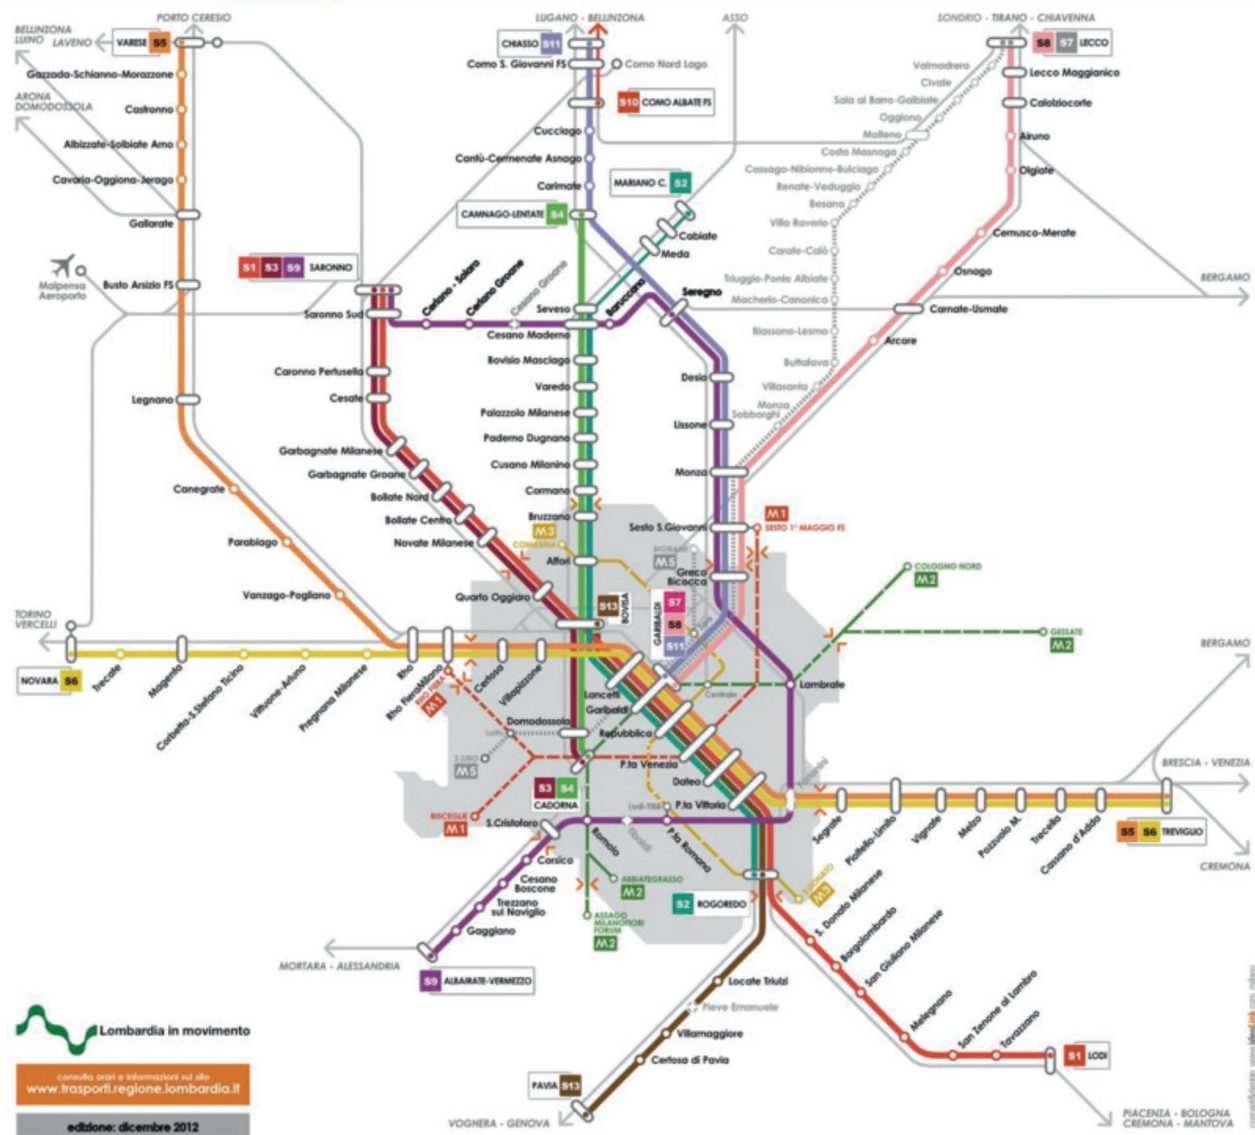 PORTO CERESIO
LUGANO - BELLINZONA
ASSO
SONDRIO - TIRANO - CHIAVENNA
BELLINZONA
LUINO
LAVENO
VARESE S5
CHIASSO S11
S8 S7 LECCO
Como S. Giovanni FS
Como Nord Lago
Valmadrera
Gazzada-Schianno-Morazzone
Lecco Maggianico
Civate
ARONA
DOMODOSSOLA
Castronno
S10 COMO ALBATE FS
Sala al Barro-Galbiate
Calolziocorte
Oggiono
Cucciago
Molteno
Airuno
Albizzate-Solbiate Arno
Costa Masnaga
Cantù-Cermenate Asnago
Cassago-Nibionno-Bulciago
Olgiate
Cavaria-Oggiona-Jerago
Carimate
MARIANO C. S2
Renate-Veduggio
Besana
CAMNAGO-LENTATE S4
Gallarate
Villa Raverio
Cabiate
Cernusco-Merate
Meda
Carate-Calò
S1 S3 S9 SARONNO
Malpensa
Aeroporto
Osnago
Triuggio-Ponte Albiate
BERGAMO
Busto Arsizio FS
Ceriano - Solaro
Ceriano Groane
Cesano Groane
Baruccana
Seregno
Macherio-Canonica
Saronno Sud
Seveso
Carnate-Usmate
Cesano Maderno
Biassono-Lesmo
Arcore
Bovisio Masciago
Buttafava
Caronno Pertusella
Desio
Varedo
Villasanta
Legnano
Cesate
Palazzolo Milanese
Monza
Sobborghi
Lissone
Paderno Dugnano
Garbagnate Milanese
Cusano Milanino
Garbagnate Groane
Monza
Canegrate
Bollate Nord
Cormano
Bollate Centro
Bruzzano
M1
Sesto S.Giovanni
SESTO 1° MAGGIO FS
Parabiago
Novate Milanese
M3
COMASINA
BIGNAMI
M5
Affori
COLOGNO NORD
M2
Greco
Bicocca
Vanzago-Pogliano
Quarto Oggiaro
S13 BOVISA
GARIBALDI
S7
S8
S11
TORINO
VERCELLI
GESSATE
M2
BERGAMO
NOVARA S6
Trecate
Magenta
Corbetta-S.Stefano Ticino
Vittuone-Arluno
Pregnana Milanese
Rho
Rho FieraMilano
RHO FIERA
M1
Certosa
Villapizzone
Lancetti
Centrale
Lambrate
Garibaldi
Domodossola
Repubblica
S.SIRO
M5
P.ta Venezia
BRESCIA - VENEZIA
Dateo
S3 S4
CADORNA
Forlanini
Lodi-TIBB
P.ta Vittoria
BISCEGLIE
M1
S.Cristoforo
Romolo
Tibaldi
P.ta Romana
Segrate
Pioltello-Limito
Vignate
Melzo
Pozzuolo M.
Trecella
Cassano d'Adda
S5 S6 TREVIGLIO
CREMONA
Corsico
Cesano
Boscone
ABBIATEGRASSO
M2
S.DONATO
M3
Trezzano
sul Naviglio
S2 ROGOREDO
ASSAGO
MILANOFIORI
FORUM
M2
Gaggiano
S. Donato Milanese
Borgolombardo
San Giuliano Milanese
MORTARA - ALESSANDRIA
S9 ALBAIRATE-VERMEZZO
Locate Triulzi
Melegnano
San Zenone al Lambro
Tavazzano
Pieve Emanuele
Villamaggiore
Lombardia in movimento
Certosa di Pavia
S1 LODI
consulta orari e informazioni sul sito
www.trasporti.regione.lombardia.it
PAVIA S13
edizione: dicembre 2012
VOGHERA - GENOVA
PIACENZA - BOLOGNA
CREMONA - MANTOVA